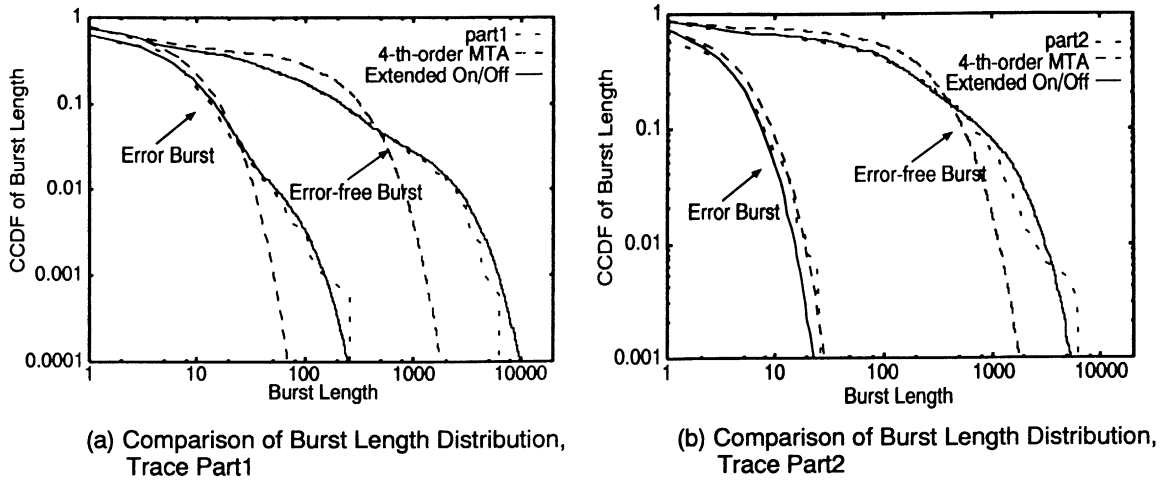 CCDF of Burst Length
1
0.1
0.01
0.001
0.0001
part1
4-th-order MTA
Extended On/Off
Error Burst
Error-free Burst
1
10
100
1000
10000
Burst Length
(a) Comparison of Burst Length Distribution,
Trace Part1
CCDF of Burst Length
1
0.1
0.01
0.001
part2
4-th-order MTA
Extended On/Off
Error-free Burst
Error Burst
1
10
100
1000
10000
Burst Length
(b) Comparison of Burst Length Distribution,
Trace Part2